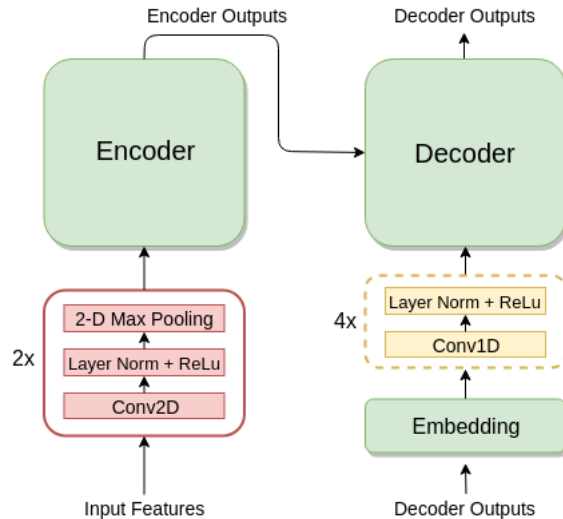 Encoder Outputs
Decoder Outputs
Encoder
Decoder
2x
2-D Max Pooling
Layer Norm + ReLu
Conv2D
4x
Layer Norm + ReLu
Conv1D
Embedding
Input Features
Decoder Outputs